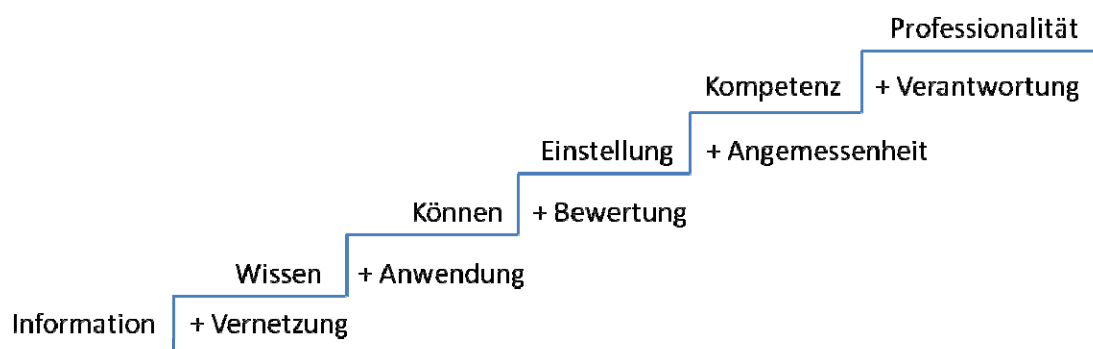 Professionalität
Kompetenz
+ Verantwortung
Einstellung
+ Angemessenheit
Können
+ Bewertung
Wissen
+ Anwendung
Information
+ Vernetzung